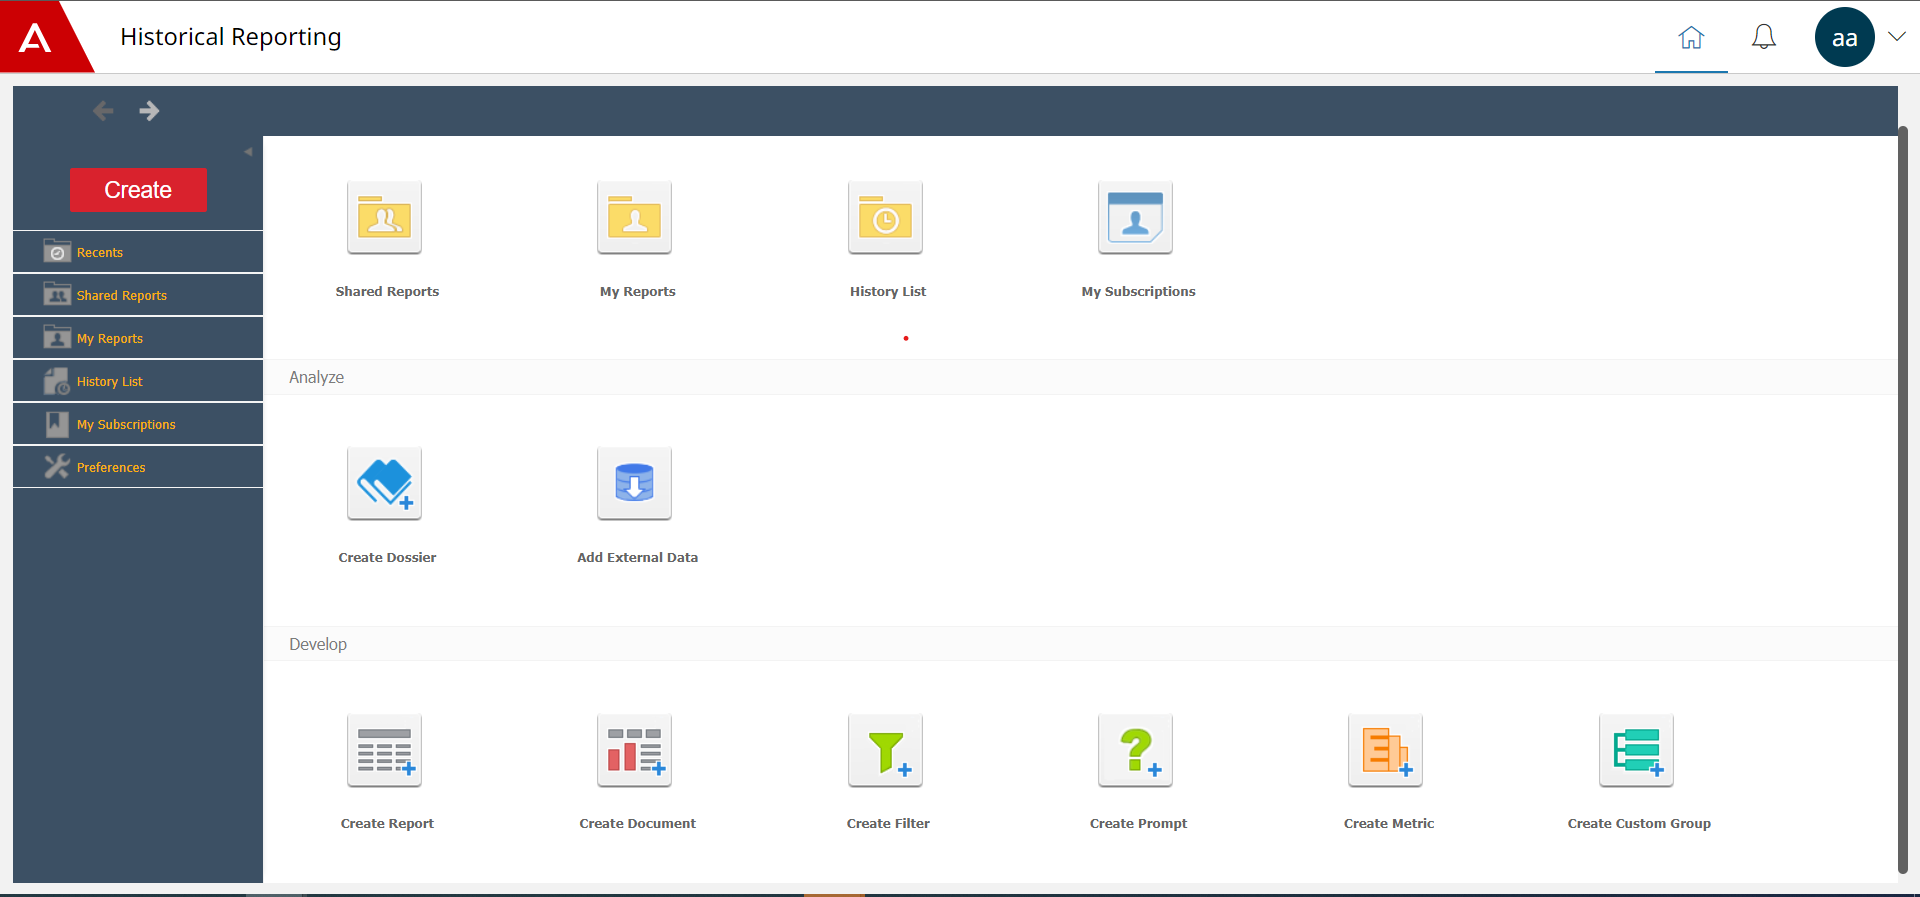 Historical Reporting
aa
Create
Recents
Shared Reports
My Reports
History List
My Subscriptions
Preferences
Shared Reports
My Reports
History List
My Subscriptions
Analyze
Create Dossier
Add External Data
Develop
Create Report
Create Document
Create Filter
Create Prompt
Create Metric
Create Custom Group